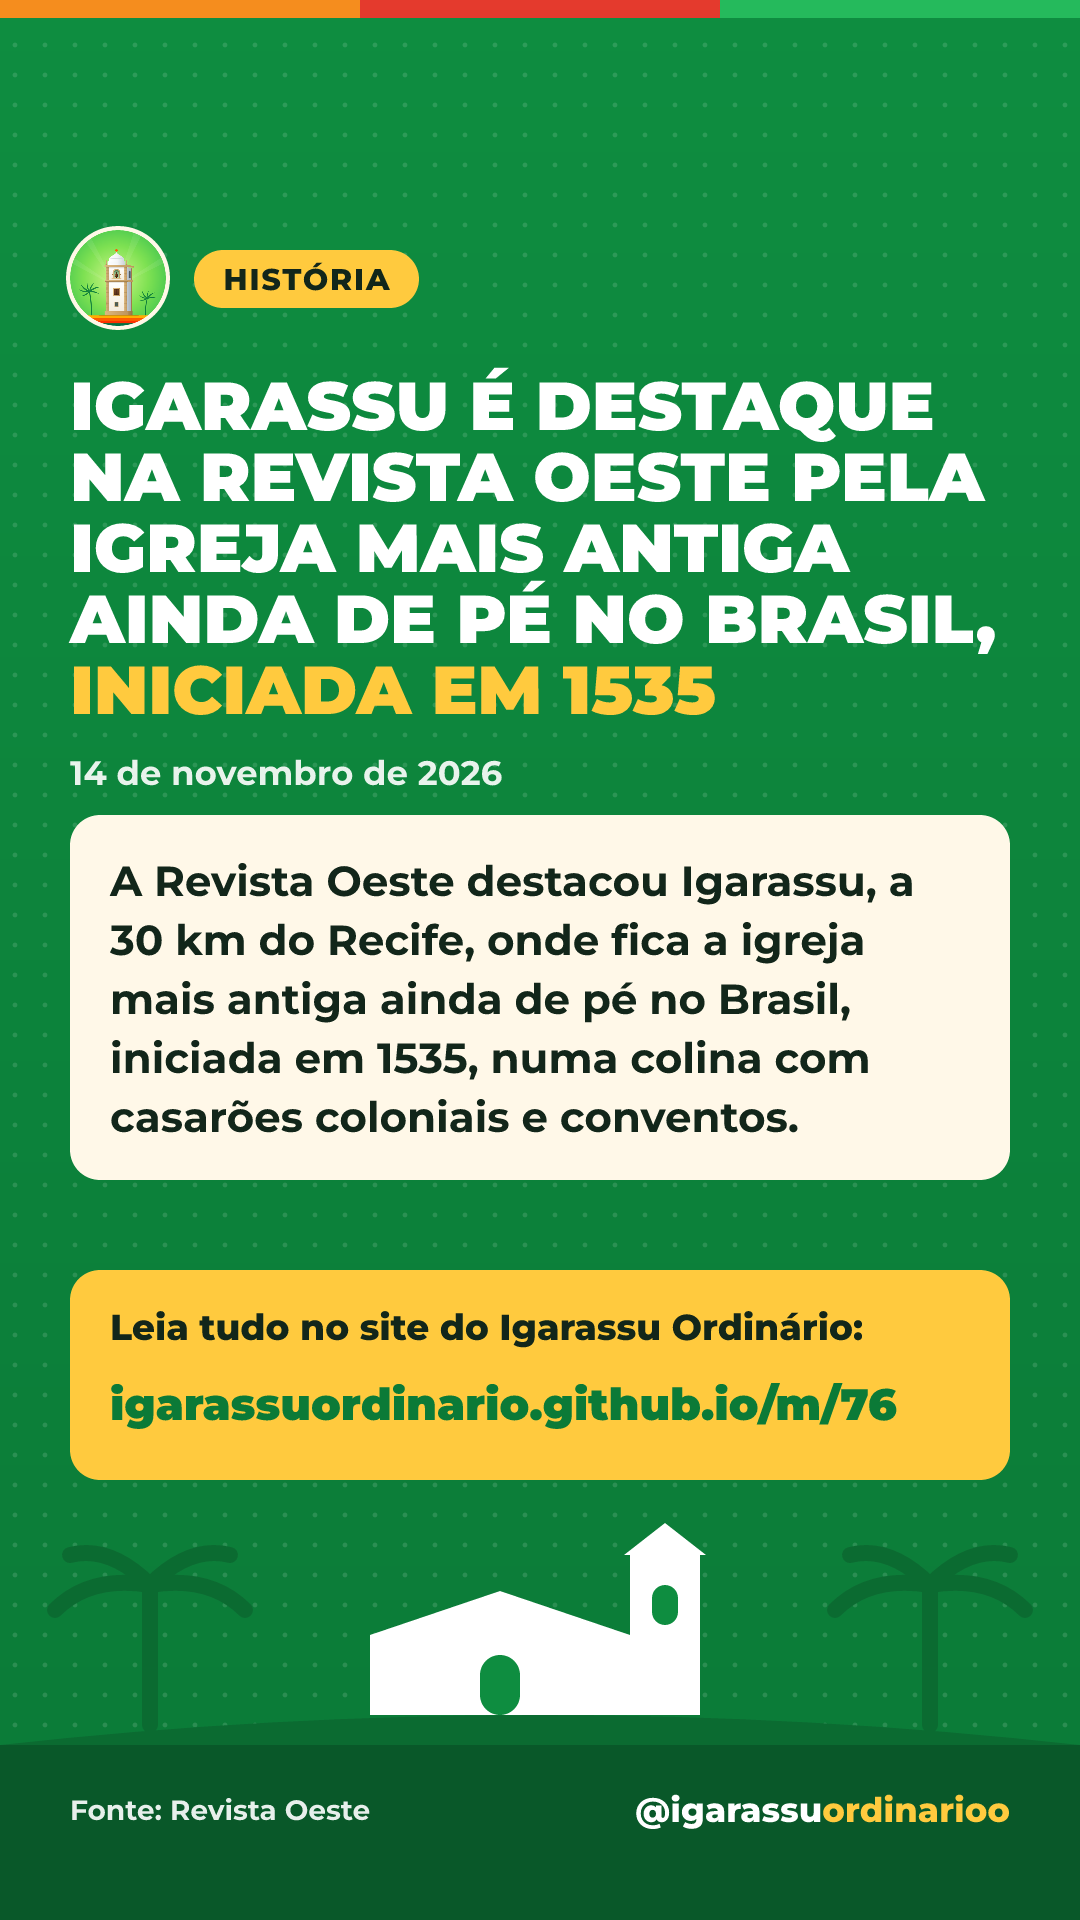 HISTÓRIA
IGARASSU É DESTAQUE
NA REVISTA OESTE PELA
IGREJA MAIS ANTIGA
AINDA DE PÉ NO BRASIL,
INICIADA EM 1535
14 de novembro de 2026
A Revista Oeste destacou Igarassu, a
30 km do Recife, onde fica a igreja
mais antiga ainda de pé no Brasil,
iniciada em 1535, numa colina com
casarões coloniais e conventos.
Leia tudo no site do Igarassu Ordinário:
igarassuordinario.github.io/m/76
Fonte: Revista Oeste
@igarassuordinarioo